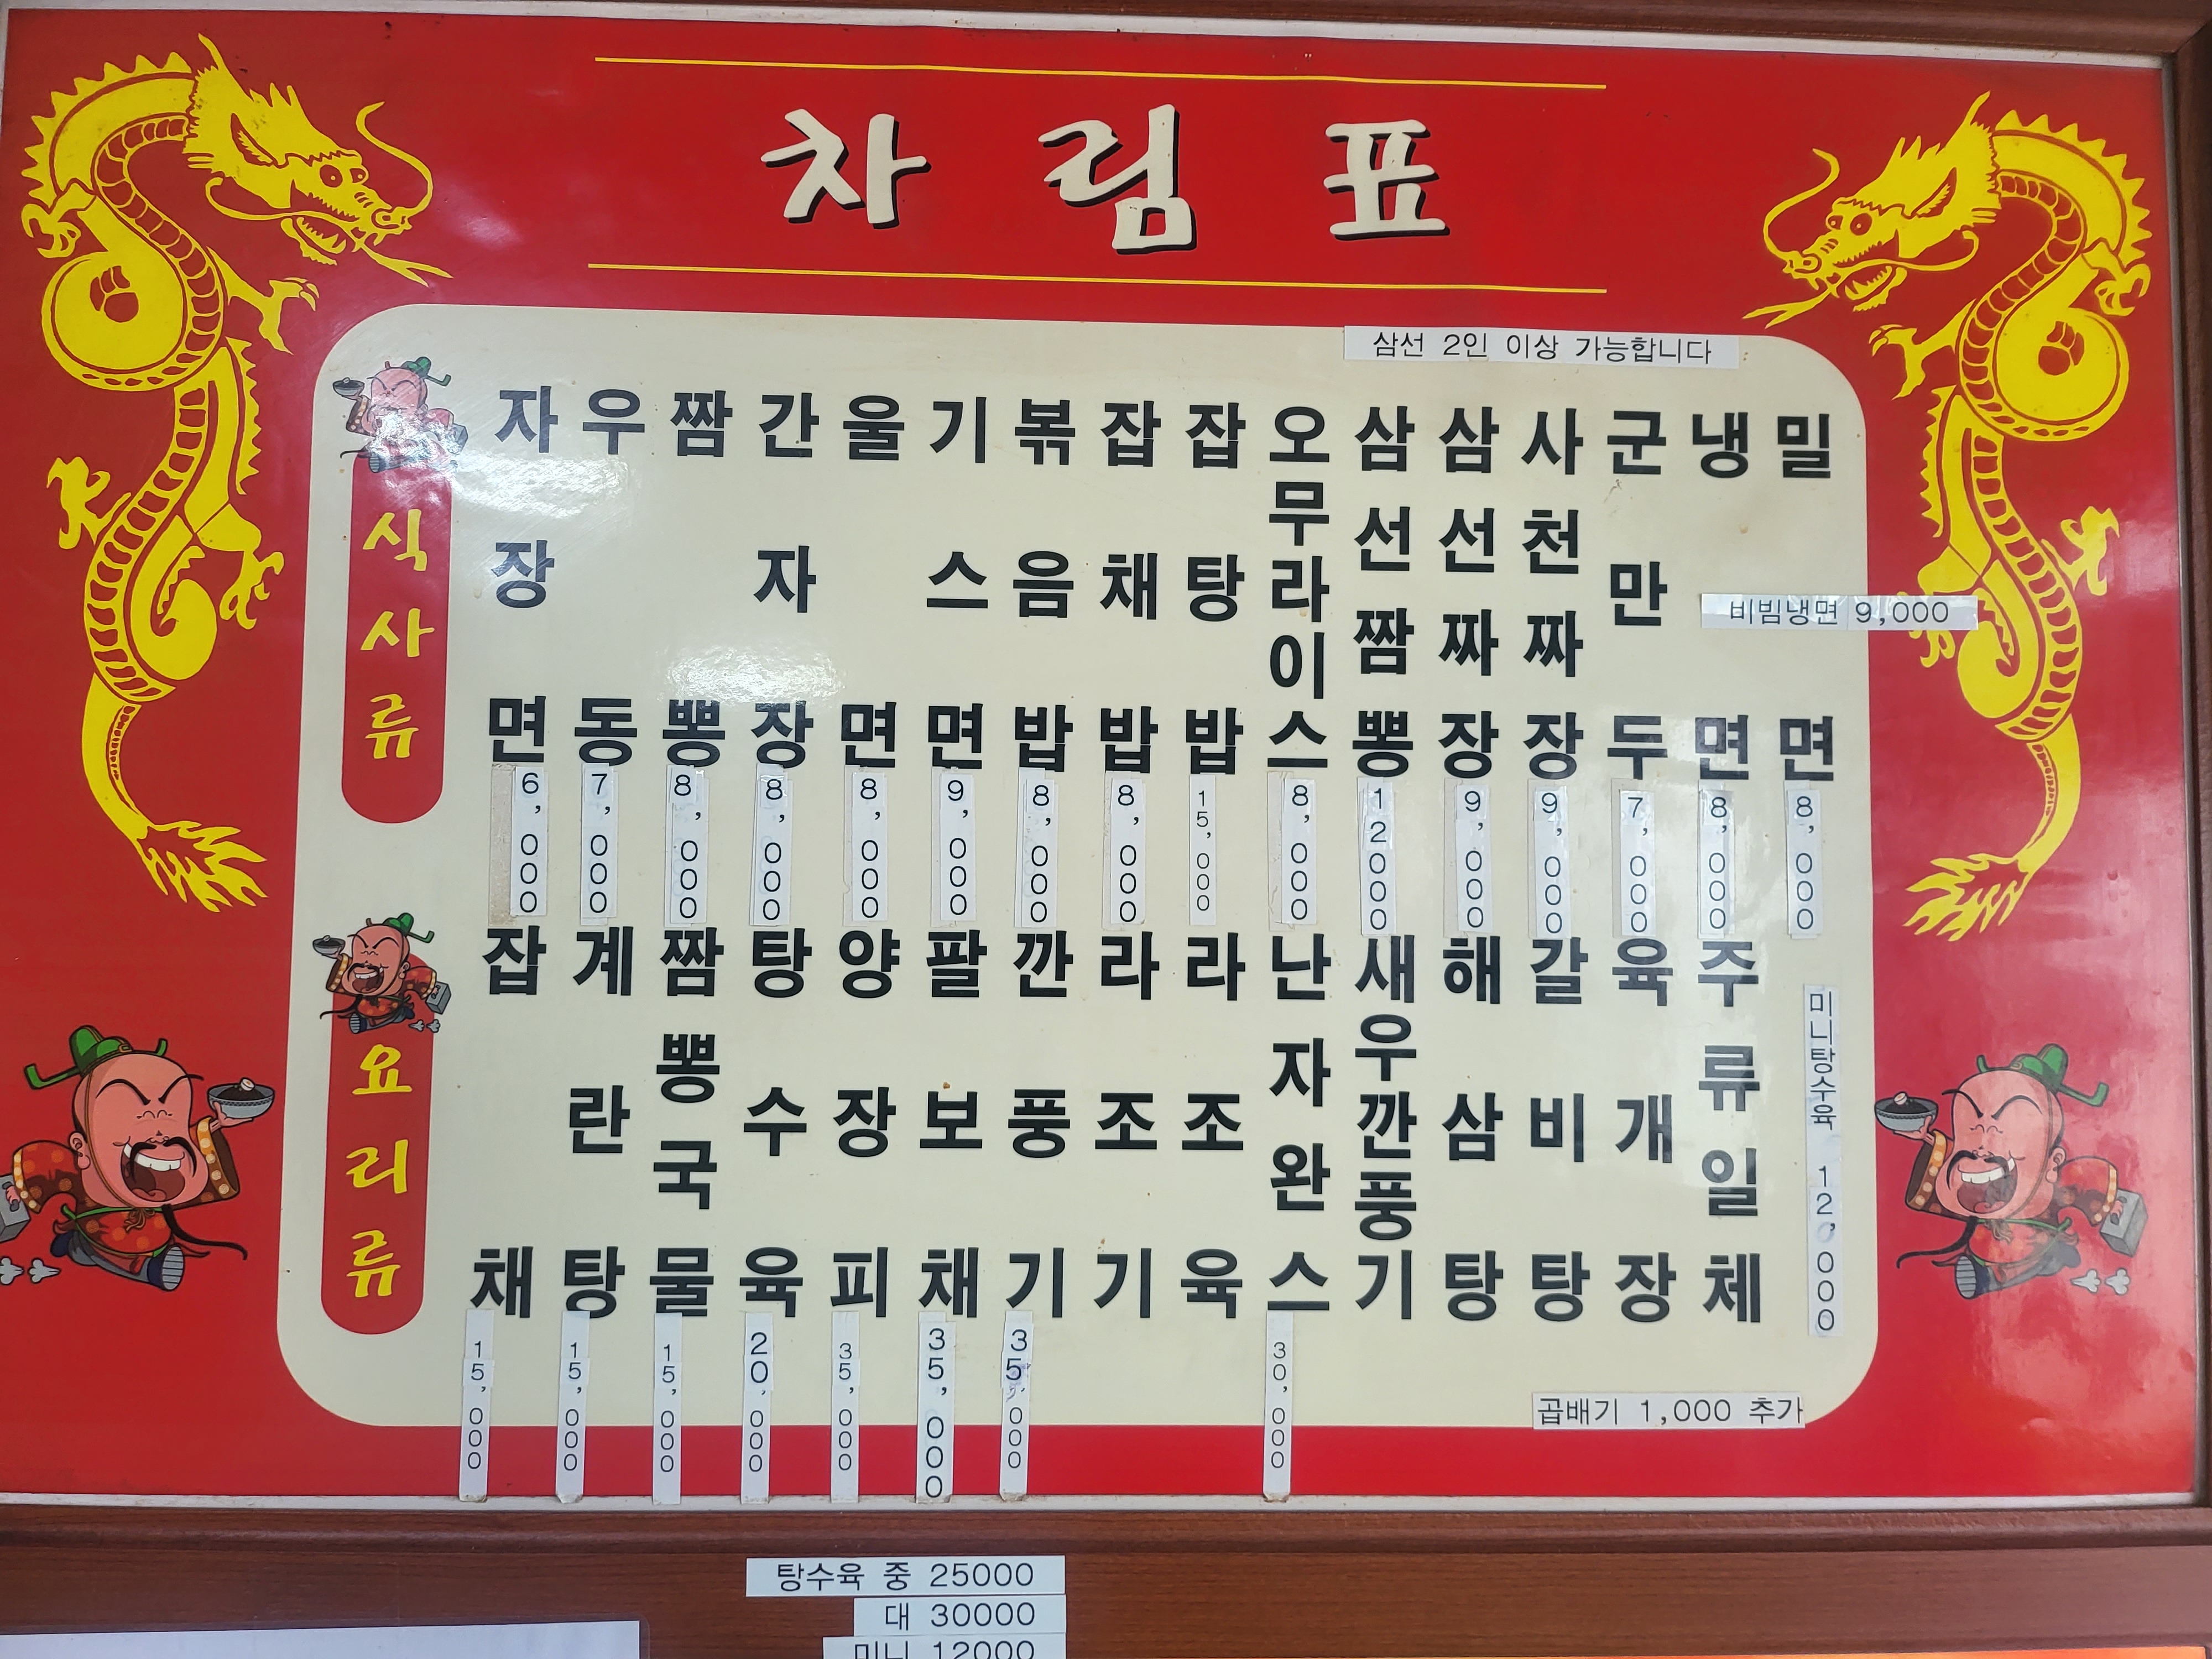 차림표
삼선 2인 이상 가능합니다
식사류
자장면 6,000
우동 7,000
짬뽕 8,000
간자장 8,000
울면 8,000
기스면 9,000
볶음밥 8,000
잡채밥 8,000
잡탕밥 15,000
오무라이스 8,000
삼선짬뽕 12000
삼선짜장 9,000
사천짜장 9,000
군만두 7,000
냉면 8,000
밀면 8,000
비빔냉면 9,000
요리류
잡채 15,000
계란탕 15,000
짬뽕국물 15,000
탕수육 20,000
양장피 35,000
팔보채 35,000
깐풍기 35,000
라조기
라조육
난자완스 30,000
새우깐풍기
해삼탕
갈비탕
육개장
주류일체
미니탕수육 12,000
곱배기 1,000 추가
탕수육 중 25000
대 30000
미니 12000